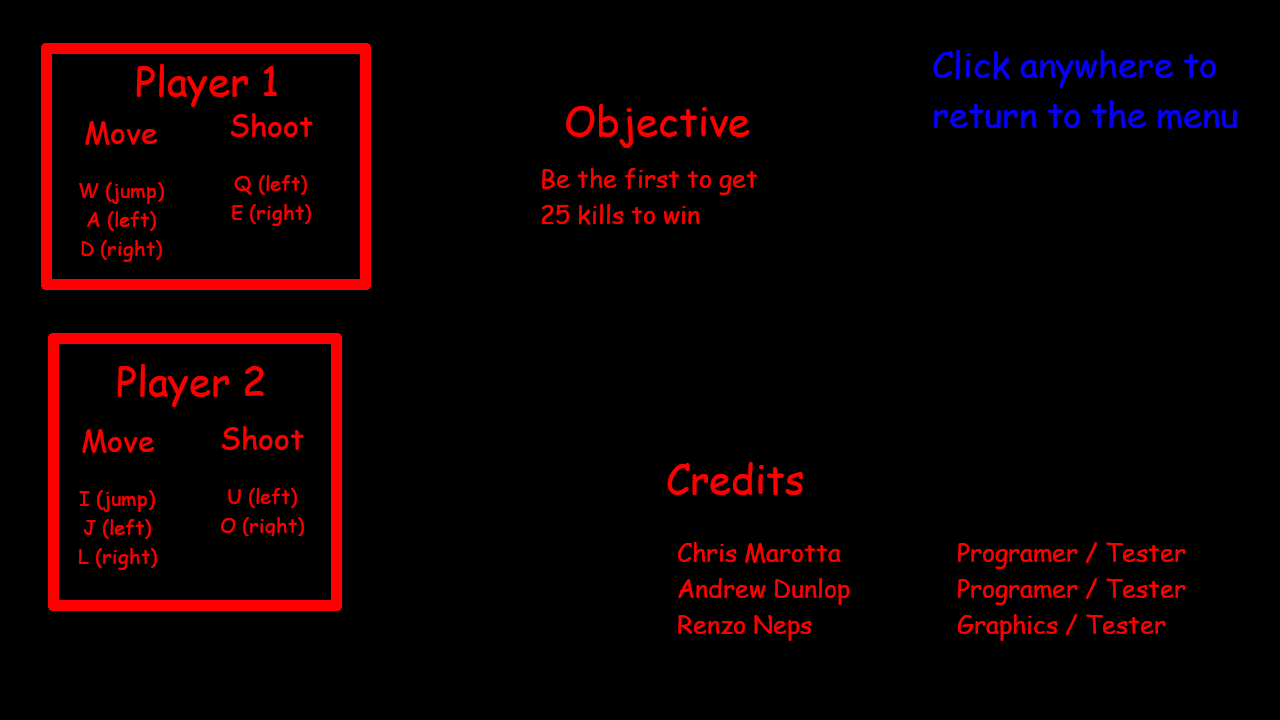 Player 1
Move
Shoot
W (jump)
A (left)
D (right)
Q (left)
E (right)
Player 2
Move
Shoot
I (jump)
J (left)
L (right)
U (left)
O (right)
Objective
Be the first to get
25 kills to win
Click anywhere to
return to the menu
Credits
Chris Marotta Programer / Tester
Andrew Dunlop Programer / Tester
Renzo Neps Graphics / Tester